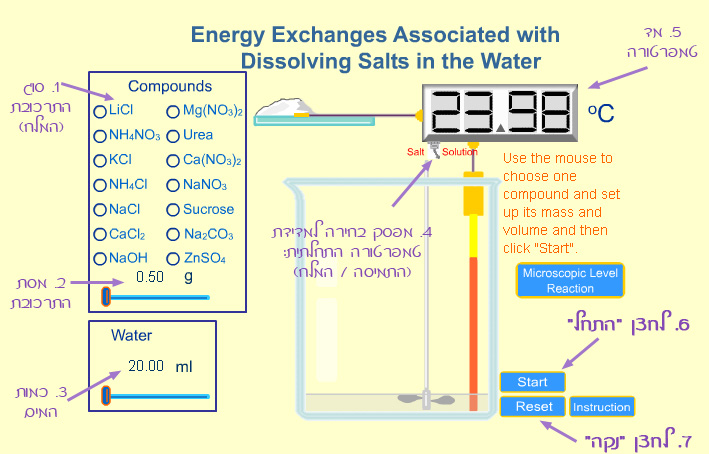 Energy Exchanges Associated with
Dissolving Salts in the Water
1. סוג
התרכובת
(המלח)
Compounds
LiCl
Mg(NO₃)₂
NH₄NO₃
Urea
KCl
Ca(NO₃)₂
NH₄Cl
NaNO₃
NaCl
Sucrose
CaCl₂
Na₂CO₃
NaOH
ZnSO₄
0.50 g
2. מסת
התרכובת
Water
20.00 ml
3. כמות
המים
23.98 ºC
5. מד
טמפרטורה
Salt Solution
4. מפסק בחירה למדידת
טמפרטורה התחלתית:
(התמיסה / המלח)
Use the mouse to
choose one
compound and set
up its mass and
volume and then
click "Start".
Microscopic Level
Reaction
6. לחצן "התחל"
Start
Reset
Instruction
7. לחצן "נקה"